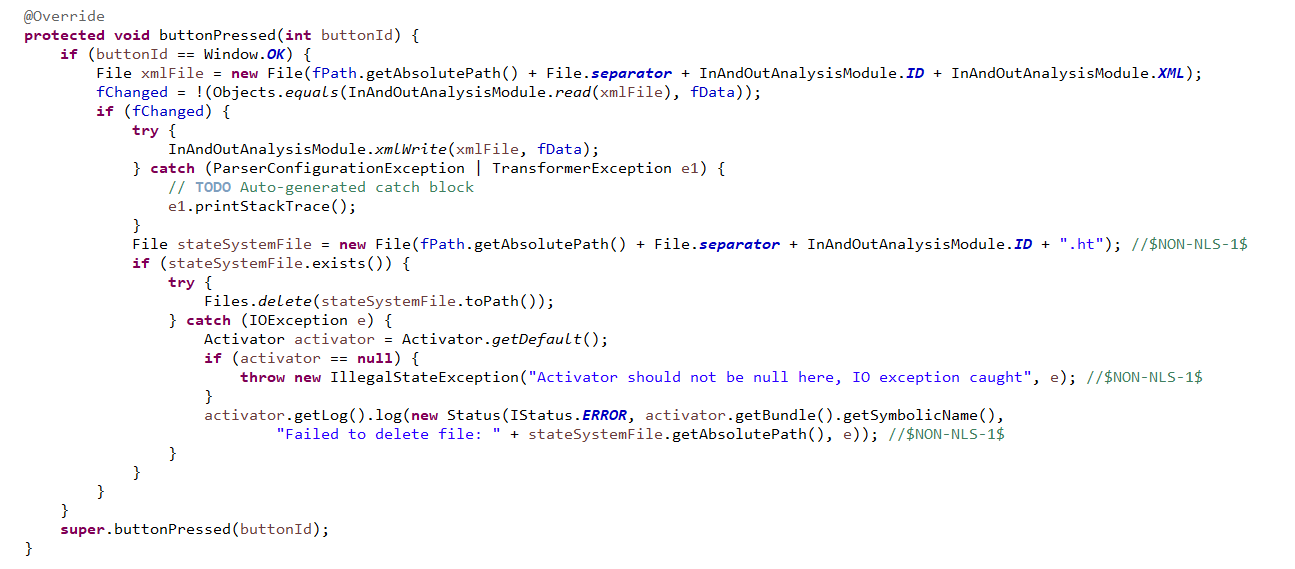 @Override
protected void buttonPressed(int buttonId) {
    if (buttonId == Window.OK) {
        File xmlFile = new File(fPath.getAbsolutePath() + File.separator + InAndOutAnalysisModule.ID + InAndOutAnalysisModule.XML);
        fChanged = !(Objects.equals(InAndOutAnalysisModule.read(xmlFile), fData));
        if (fChanged) {
            try {
                InAndOutAnalysisModule.xmlWrite(xmlFile, fData);
            } catch (ParserConfigurationException | TransformerException e1) {
                // TODO Auto-generated catch block
                e1.printStackTrace();
            }
            File stateSystemFile = new File(fPath.getAbsolutePath() + File.separator + InAndOutAnalysisModule.ID + ".ht"); //$NON-NLS-1$
            if (stateSystemFile.exists()) {
                try {
                    Files.delete(stateSystemFile.toPath());
                } catch (IOException e) {
                    Activator activator = Activator.getDefault();
                    if (activator == null) {
                        throw new IllegalStateException("Activator should not be null here, IO exception caught", e); //$NON-NLS-1$
                    }
                    activator.getLog().log(new Status(IStatus.ERROR, activator.getBundle().getSymbolicName(),
                            "Failed to delete file: " + stateSystemFile.getAbsolutePath(), e)); //$NON-NLS-1$
                }
            }
        }
    }
    super.buttonPressed(buttonId);
}